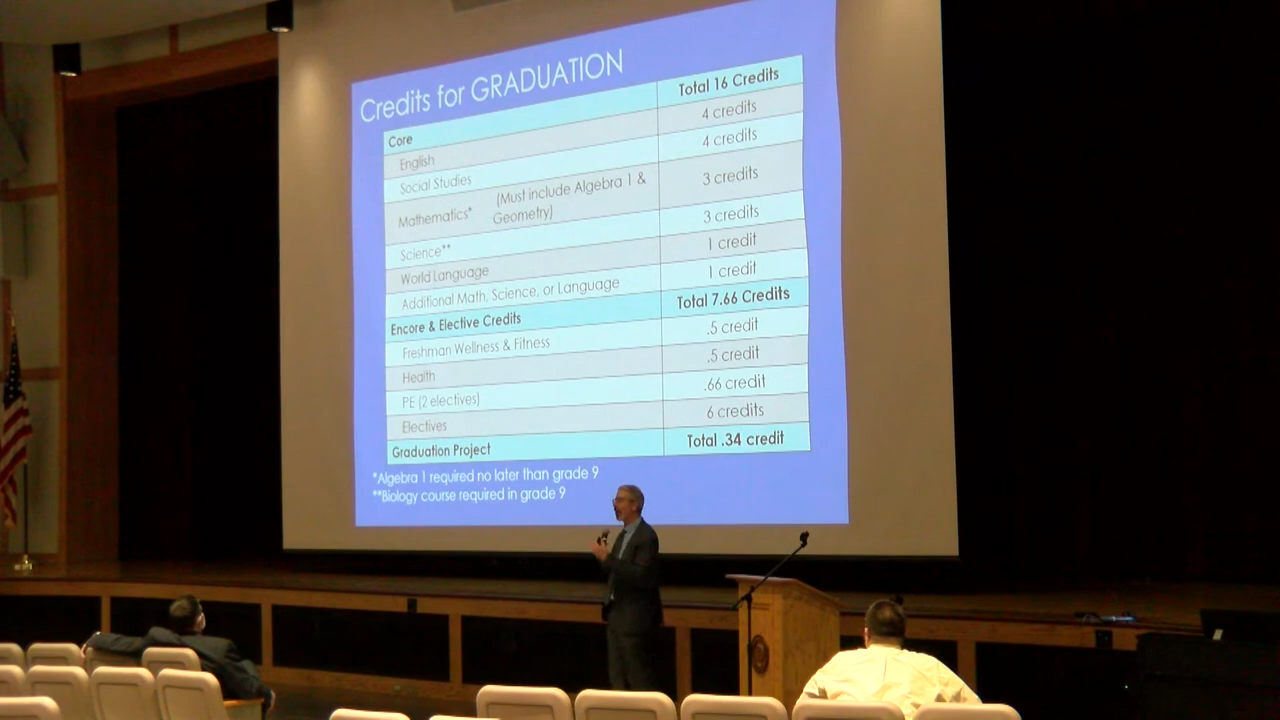 Credits for GRADUATION
Core Total 16 Credits
English 4 credits
Social Studies 4 credits
Mathematics* (Must include Algebra 1 & Geometry) 3 credits
Science** 3 credits
World Language 1 credit
Additional Math, Science, or Language 1 credit
Encore & Elective Credits Total 7.66 Credits
Freshman Wellness & Fitness .5 credit
Health .5 credit
PE (2 electives) .66 credit
Electives 6 credits
Graduation Project Total .34 credit
*Algebra 1 required no later than grade 9
**Biology course required in grade 9